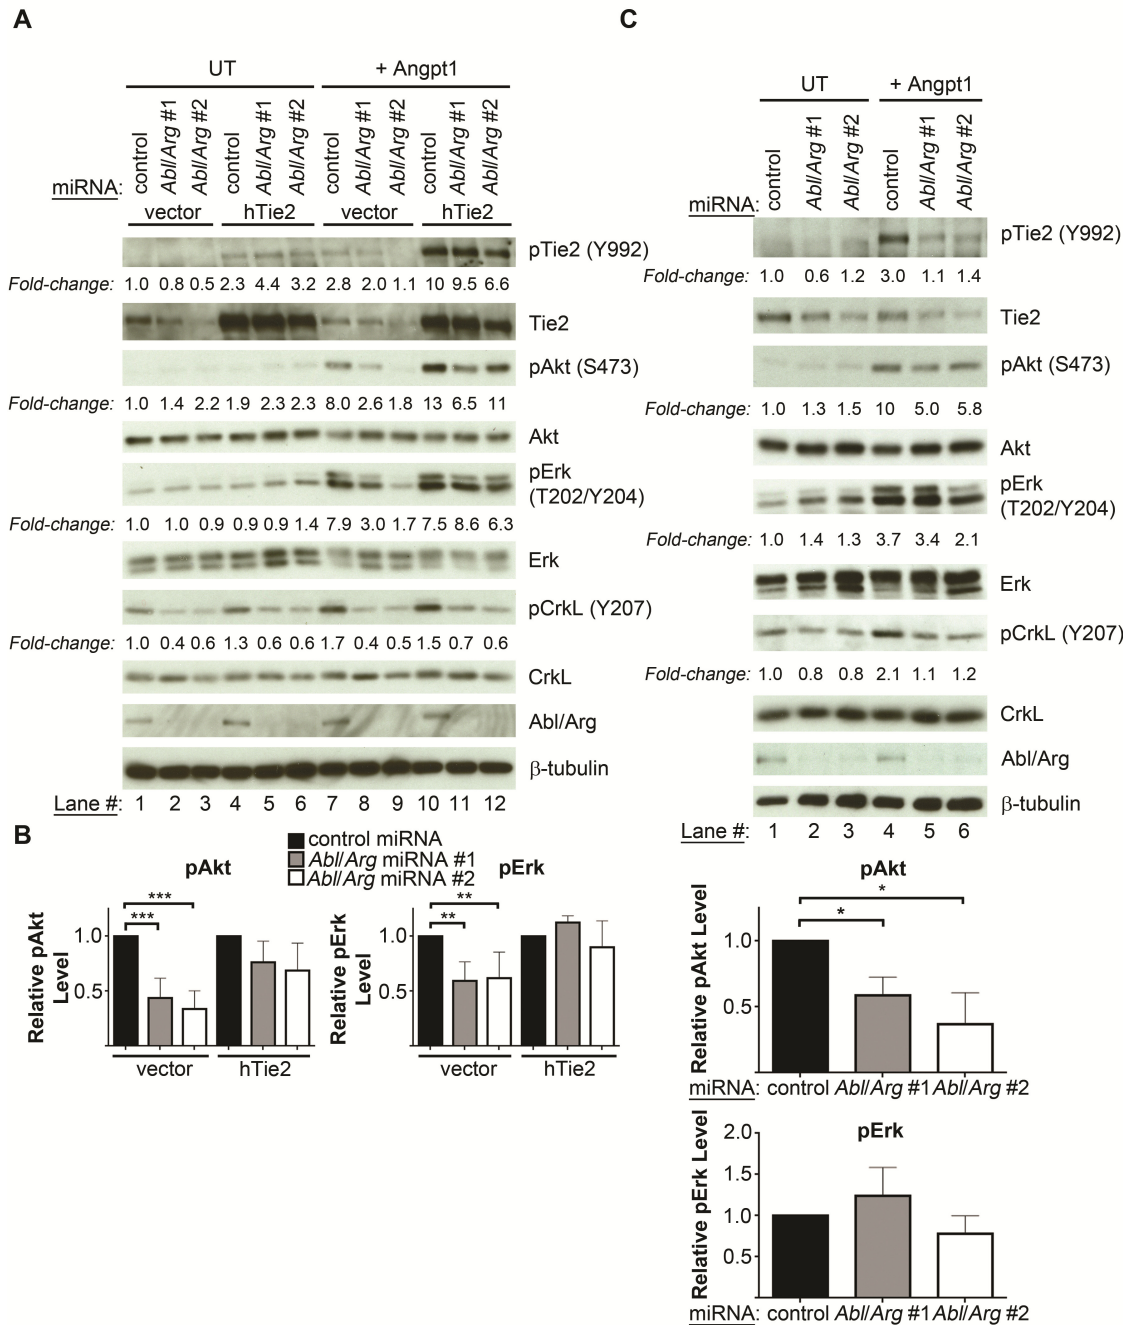 A
UT + Angpt1
miRNA: control Abl/Arg #1 Abl/Arg #2 control Abl/Arg #1 Abl/Arg #2 control Abl/Arg #1 Abl/Arg #2 control Abl/Arg #1 Abl/Arg #2
vector hTie2 vector hTie2
pTie2 (Y992)
Fold-change: 1.0 0.8 0.5 2.3 4.4 3.2 2.8 2.0 1.1 10 9.5 6.6
Tie2
pAkt (S473)
Fold-change: 1.0 1.4 2.2 1.9 2.3 2.3 8.0 2.6 1.8 13 6.5 11
Akt
pErk
(T202/Y204)
Fold-change: 1.0 1.0 0.9 0.9 0.9 1.4 7.9 3.0 1.7 7.5 8.6 6.3
Erk
pCrkL (Y207)
Fold-change: 1.0 0.4 0.6 1.3 0.6 0.6 1.7 0.4 0.5 1.5 0.7 0.6
CrkL
Abl/Arg
β-tubulin
Lane #: 1 2 3 4 5 6 7 8 9 10 11 12
B
control miRNA
Abl/Arg miRNA #1
Abl/Arg miRNA #2
pAkt
Relative pAkt
Level
1.0
0.5
***
***
vector hTie2
pErk
Relative pErk
Level
1.0
0.5
**
**
vector hTie2
C
UT + Angpt1
miRNA: control Abl/Arg #1 Abl/Arg #2 control Abl/Arg #1 Abl/Arg #2
pTie2 (Y992)
Fold-change: 1.0 0.6 1.2 3.0 1.1 1.4
Tie2
pAkt (S473)
Fold-change: 1.0 1.3 1.5 10 5.0 5.8
Akt
pErk
(T202/Y204)
Fold-change: 1.0 1.4 1.3 3.7 3.4 2.1
Erk
pCrkL (Y207)
Fold-change: 1.0 0.8 0.8 2.1 1.1 1.2
CrkL
Abl/Arg
β-tubulin
Lane #: 1 2 3 4 5 6
pAkt
Relative pAkt Level
1.0
0.5
*
*
miRNA: control Abl/Arg #1 Abl/Arg #2
pErk
Relative pErk Level
2.0
1.5
1.0
0.5
miRNA: control Abl/Arg #1 Abl/Arg #2